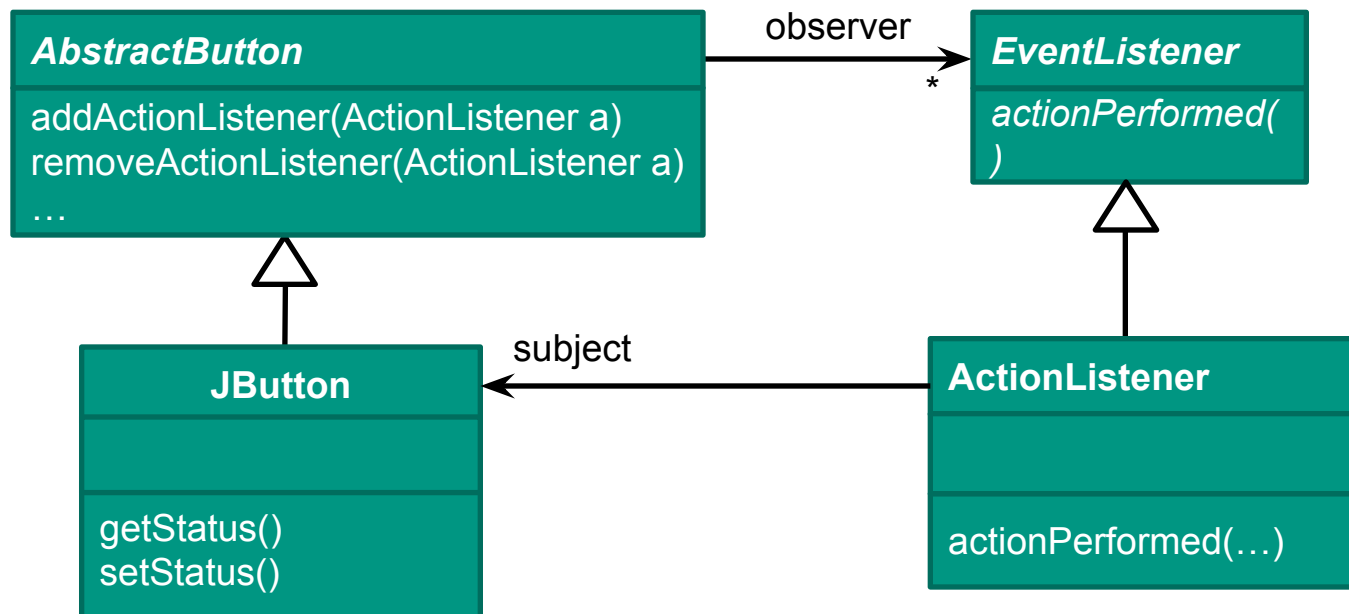 AbstractButton
addActionListener(ActionListener a)
removeActionListener(ActionListener a)
…
observer
*
EventListener
actionPerformed(
)
JButton
getStatus()
setStatus()
subject
ActionListener
actionPerformed(…)